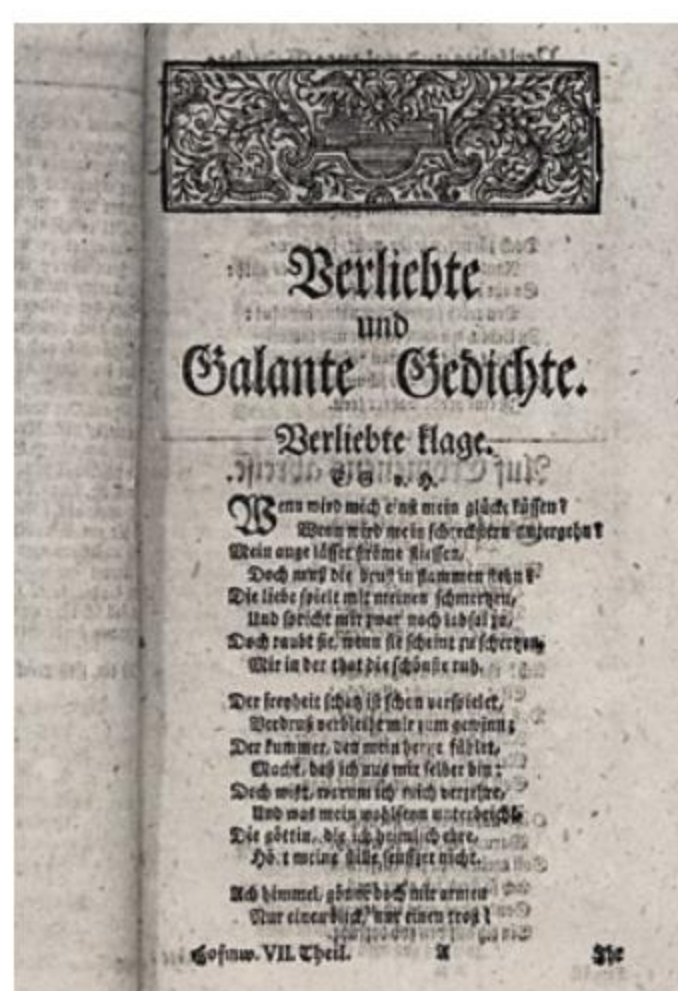 Verliebte
und
Galante Gedichte.
Verliebte klage.
v. H.
Wenn wird mich einst mein glücke küssen?
Wenn wird mein schreckstern untergehn?
Mein auge lässet ströme fliessen,
Doch muß die brust in flammen stehn?
Die liebe spielt mit meinen schmertzen,
Und spricht mir zwar noch labsal zu,
Doch raubt sie, wenn sie scheint zu schertzen,
Mir in der that die schönste ruh.
Der freyheit schatz ist schon verspielet,
Verdruß verbleibt mir zum gewinn;
Der kummer, den mein hertze fühlet,
Macht, daß ich aus mir selber bin;
Doch wist, warum ich mich verzehre,
Und was mein wohlseyn unterbricht,
Die göttin, die ich heimlich ehre,
Hört meine stille seuffzer nicht.
Ach himmel, gönne doch mir armen
Nur einen blick, nur einen trost!
Hofmw. VII. Theil. A